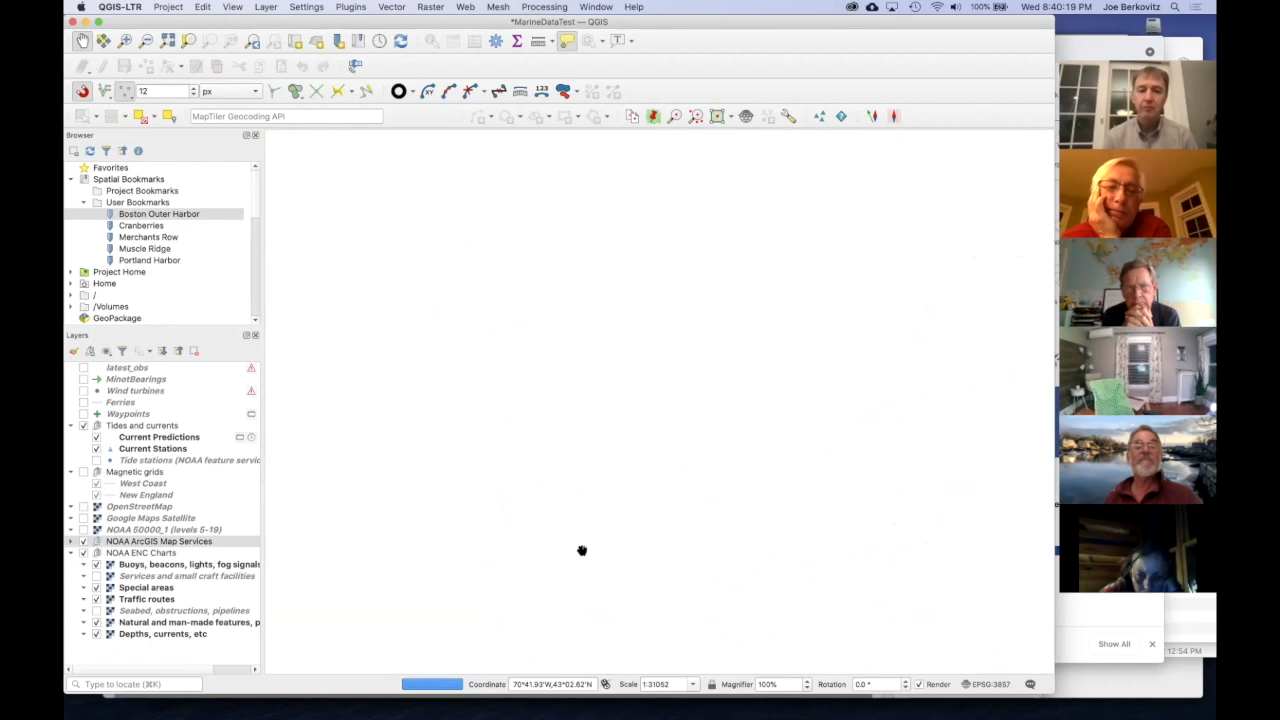 QGIS-LTR Project Edit View Layer Settings Plugins Vector Raster Web Mesh Processing Window Help
100% Wed 8:40:19 PM Joe Berkovitz
*MarineDataTest — QGIS
12 px
123
MapTiler Geocoding API
Browser
Favorites
Spatial Bookmarks
Project Bookmarks
User Bookmarks
Boston Outer Harbor
Cranberries
Merchants Row
Muscle Ridge
Portland Harbor
Project Home
Home
/
/Volumes
GeoPackage
Layers
latest_obs
MinotBearings
Wind turbines
Ferries
Waypoints
Tides and currents
Current Predictions
Current Stations
Tide stations (NOAA feature servic
Magnetic grids
West Coast
New England
OpenStreetMap
Google Maps Satellite
NOAA 50000_1 (levels 5-19)
NOAA ArcGIS Map Services
NOAA ENC Charts
Buoys, beacons, lights, fog signals
Services and small craft facilities
Special areas
Traffic routes
Seabed, obstructions, pipelines
Natural and man-made features, p
Depths, currents, etc
Type to locate (⌘K)
Coordinate 70°41.93'W,43°02.62'N Scale 1:31052 Magnifier 100% Rotation 0.0 ° Render EPSG:3857
Show All
12:54 PM